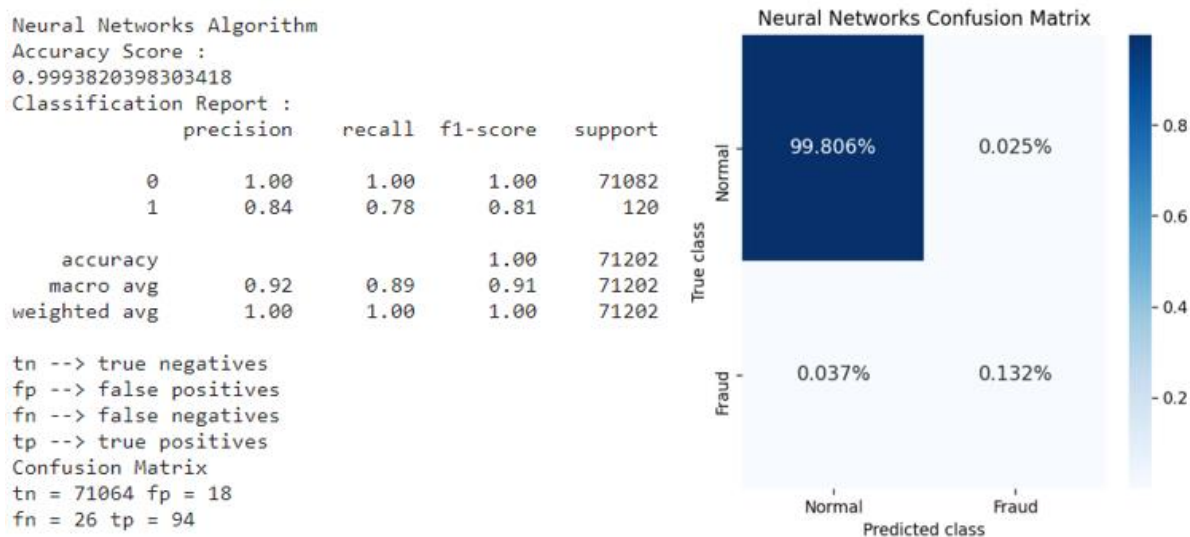 Neural Networks Algorithm
Accuracy Score :
0.9993820398303418
Classification Report :
precision recall f1-score support
0 1.00 1.00 1.00 71082
1 0.84 0.78 0.81 120
accuracy 1.00 71202
macro avg 0.92 0.89 0.91 71202
weighted avg 1.00 1.00 1.00 71202
tn --> true negatives
fp --> false positives
fn --> false negatives
tp --> true positives
Confusion Matrix
tn = 71064 fp = 18
fn = 26 tp = 94
Neural Networks Confusion Matrix
True class
Normal
99.806% 0.025%
Fraud
0.037% 0.132%
Normal Fraud
Predicted class
0.8
0.6
0.4
0.2